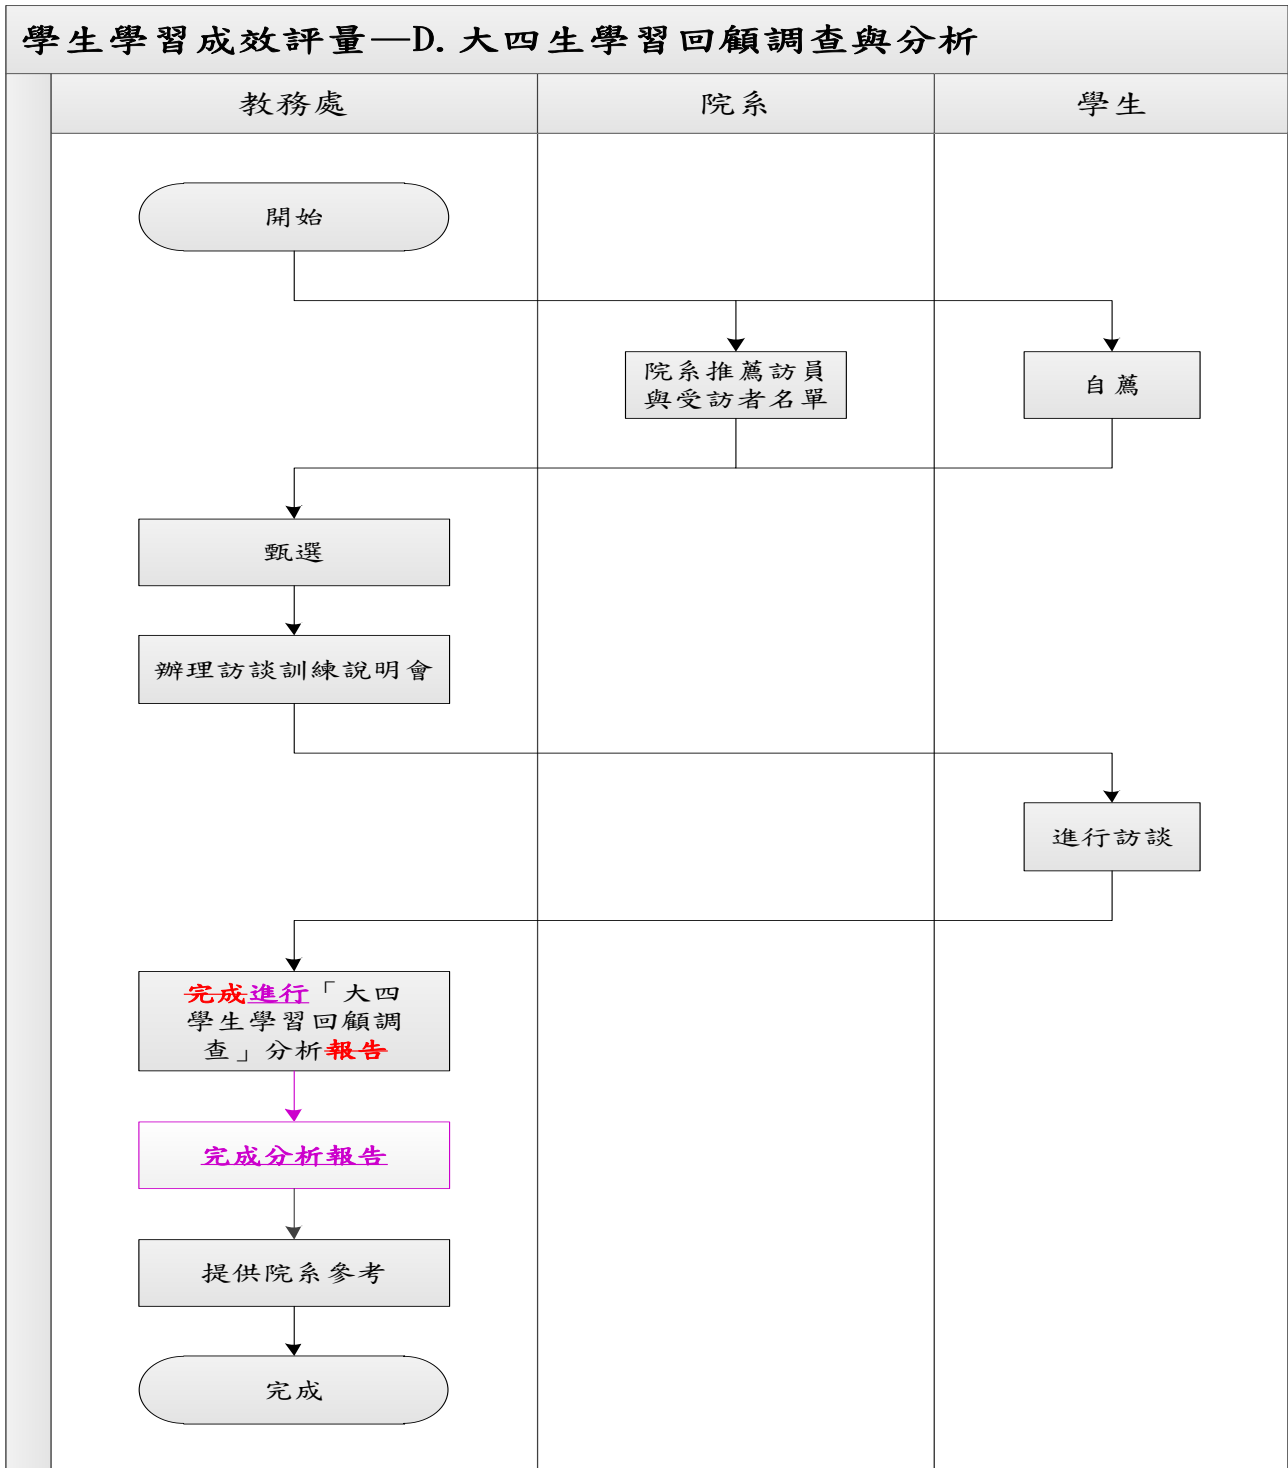 學生學習成效評量—D. 大四生學習回顧調查與分析
教務處
院系
學生
開始
院系推薦訪員
與受訪者名單
自薦
甄選
辦理訪談訓練說明會
進行訪談
完成進行「大四
學生學習回顧調
查」分析報告
完成分析報告
提供院系參考
完成